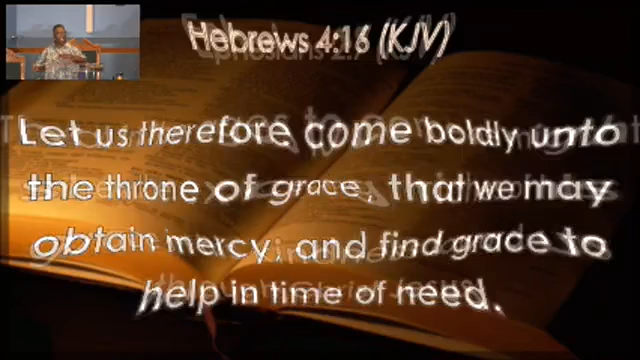 Hebrews 4:16 (KJV)
Let us therefore come boldly unto
the throne of grace, that we may
obtain mercy, and find grace to
help in time of need.